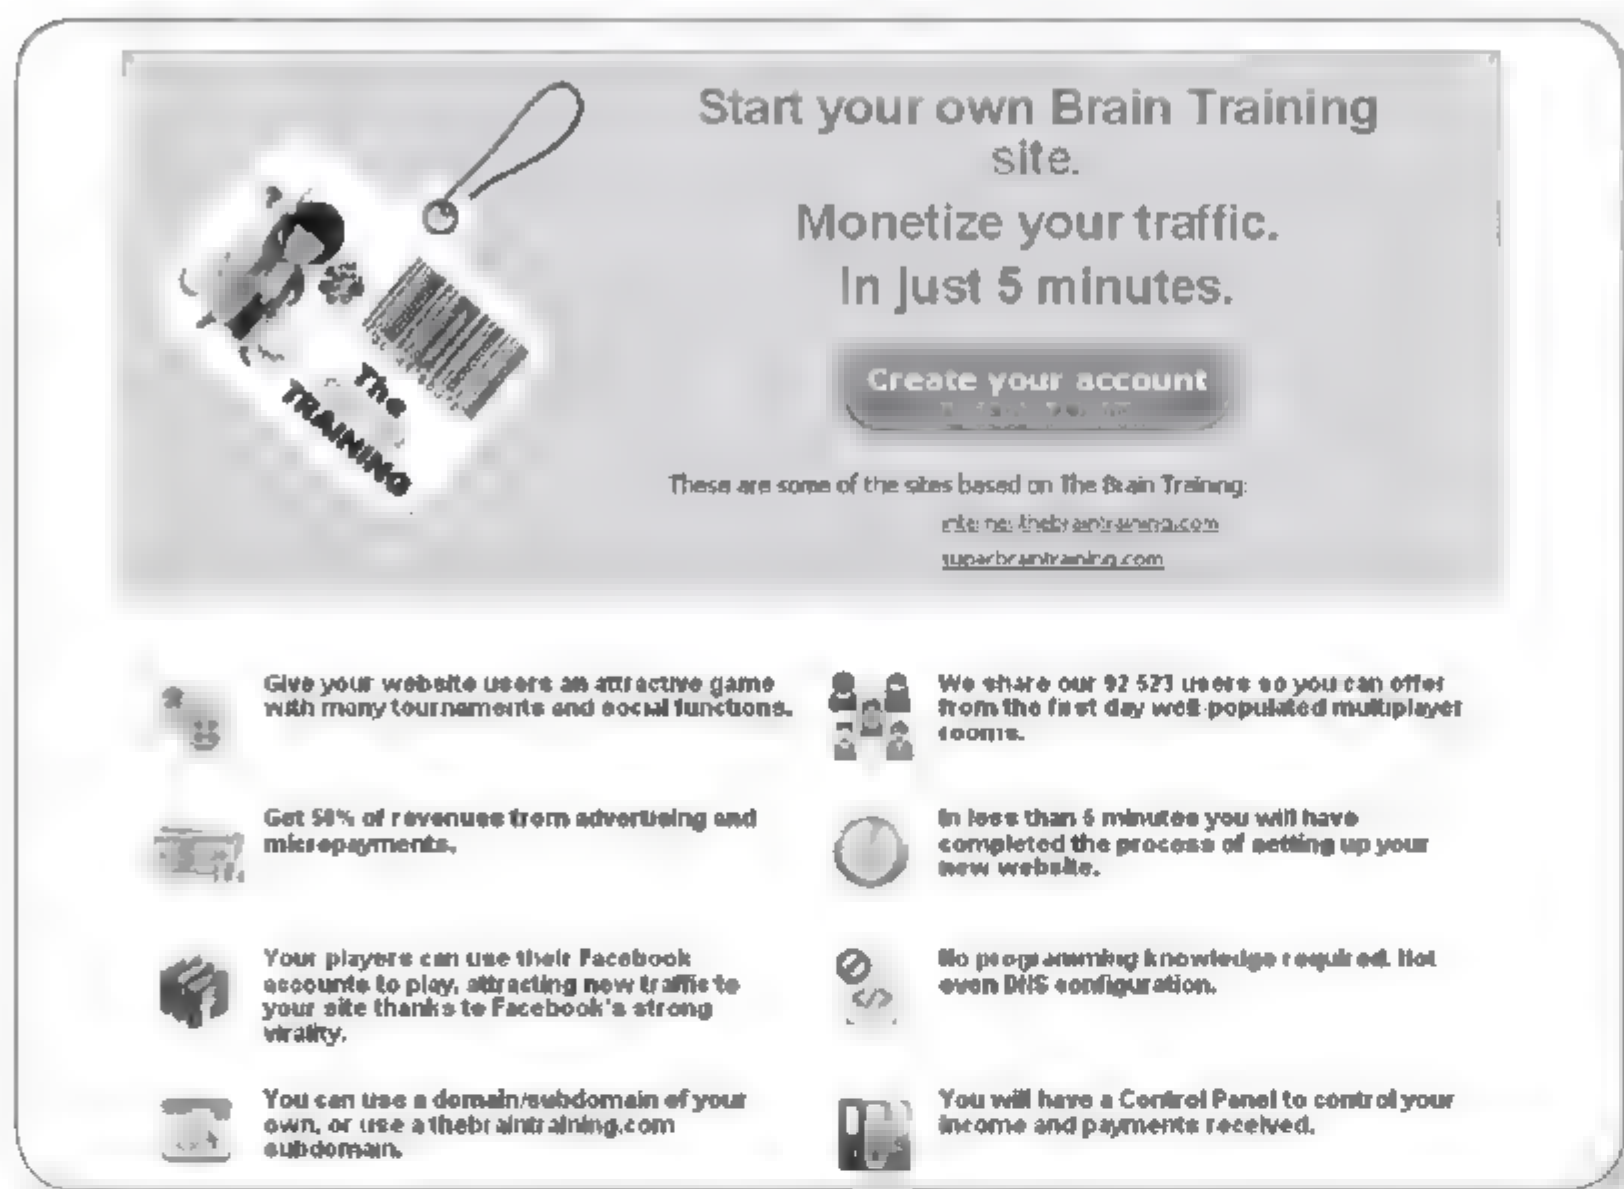 Start your own Brain Training
site.
Monetize your traffic.
In just 5 minutes.
Create your account
The
TRAINING
These are some of the sites based on The Brain Training:
thebraintraining.com
superbraintraining.com
Give your website users an attractive game
with many tournaments and social functions.
We share our 92 523 users so you can offer
from the first day well populated multiplayer
rooms.
Get 50% of revenues from advertising and
micropayments.
In less than 5 minutes you will have
completed the process of setting up your
new website.
Your players can use their Facebook
accounts to play, attracting new traffic to
your site thanks to Facebook's strong
virality.
No programming knowledge required. Not
even DNS configuration.
You can use a domain/subdomain of your
own, or use a thebraintraining.com
subdomain.
You will have a Control Panel to control your
income and payments received.